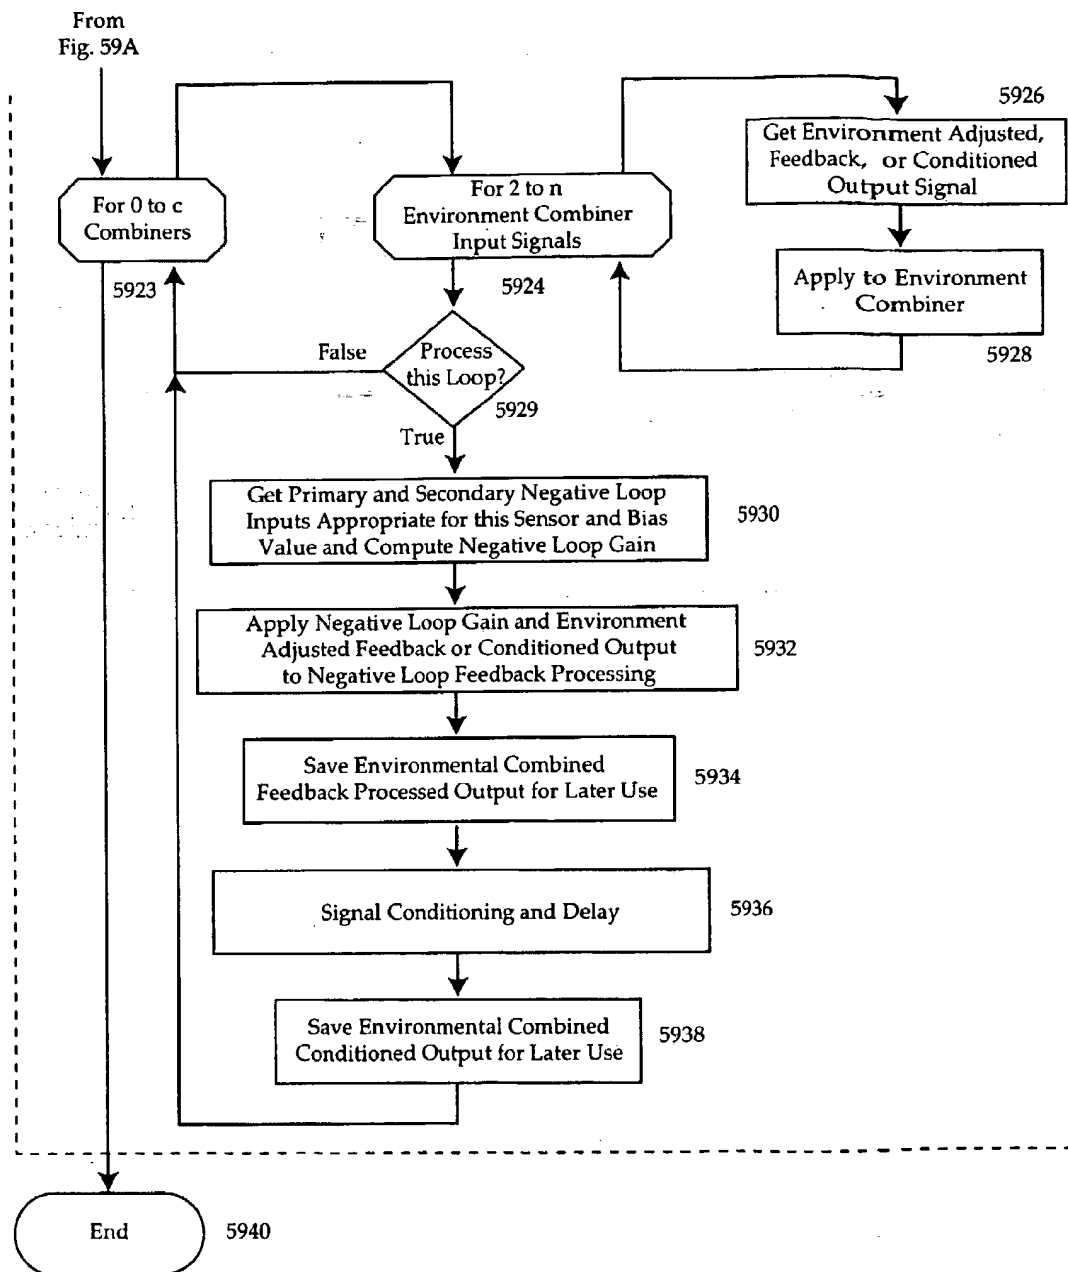 From
Fig. 59A
For 0 to c
Combiners
5923
For 2 to n
Environment Combiner
Input Signals
5924
5926
Get Environment Adjusted,
Feedback, or Conditioned
Output Signal
Apply to Environment
Combiner
5928
False
Process
this Loop?
5929
True
Get Primary and Secondary Negative Loop
Inputs Appropriate for this Sensor and Bias
Value and Compute Negative Loop Gain
5930
Apply Negative Loop Gain and Environment
Adjusted Feedback or Conditioned Output
to Negative Loop Feedback Processing
5932
Save Environmental Combined
Feedback Processed Output for Later Use
5934
Signal Conditioning and Delay
5936
Save Environmental Combined
Conditioned Output for Later Use
5938
End
5940